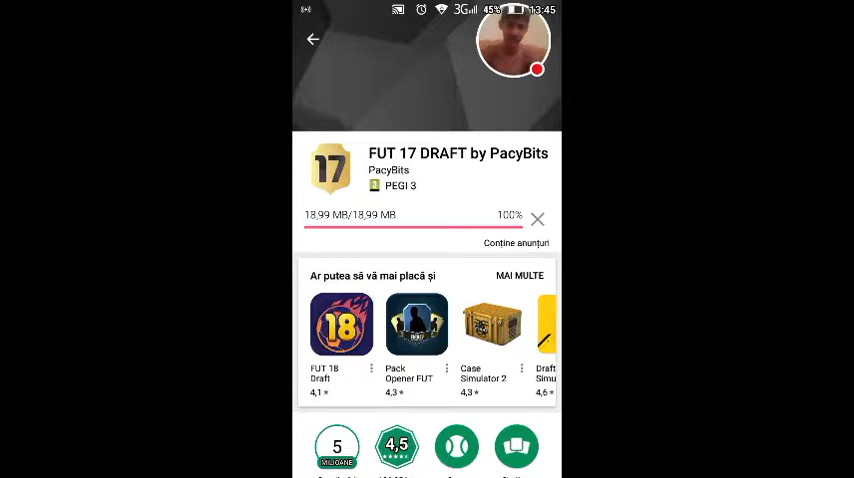 3G 45% 13:45
17
FUT 17 DRAFT by PacyBits
PacyBits
3 PEGI 3
18,99 MB/18,99 MB 100%
Conține anunțuri
Ar putea să vă mai placă și MAI MULTE
18
FUT 18 Draft
4,1
Pack Opener FUT
4,3
Case Simulator 2
4,3
Draft Simu
4,5
5
MILIOANE
4,5